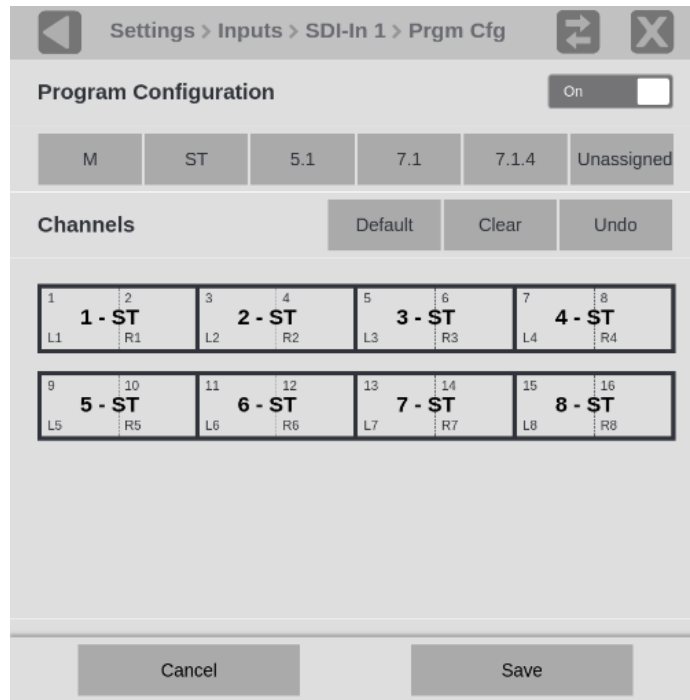 Settings > Inputs > SDI-In 1 > Prgm Cfg
Program Configuration On
M ST 5.1 7.1 7.1.4 Unassigned
Channels Default Clear Undo
1 2 3 4 5 6 7 8
1 - ST 2 - ST 3 - ST 4 - ST
L1 R1 L2 R2 L3 R3 L4 R4
9 10 11 12 13 14 15 16
5 - ST 6 - ST 7 - ST 8 - ST
L5 R5 L6 R6 L7 R7 L8 R8
Cancel Save